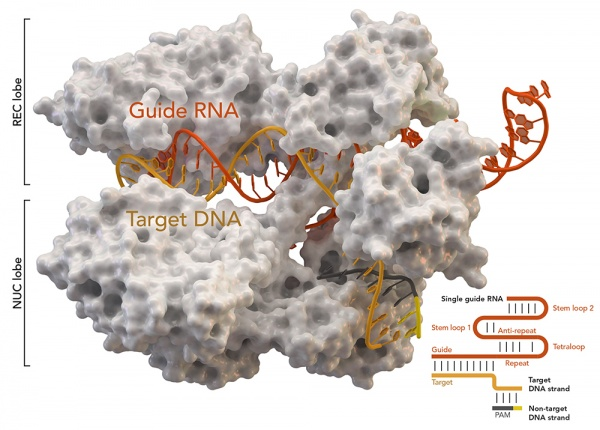 REC lobe
Guide RNA
Target DNA
NUC lobe
Single guide RNA
Stem loop 2
Stem loop 1
Anti-repeat
Tetraloop
Guide
Repeat
Target
Target
DNA strand
PAM
Non-target
DNA strand